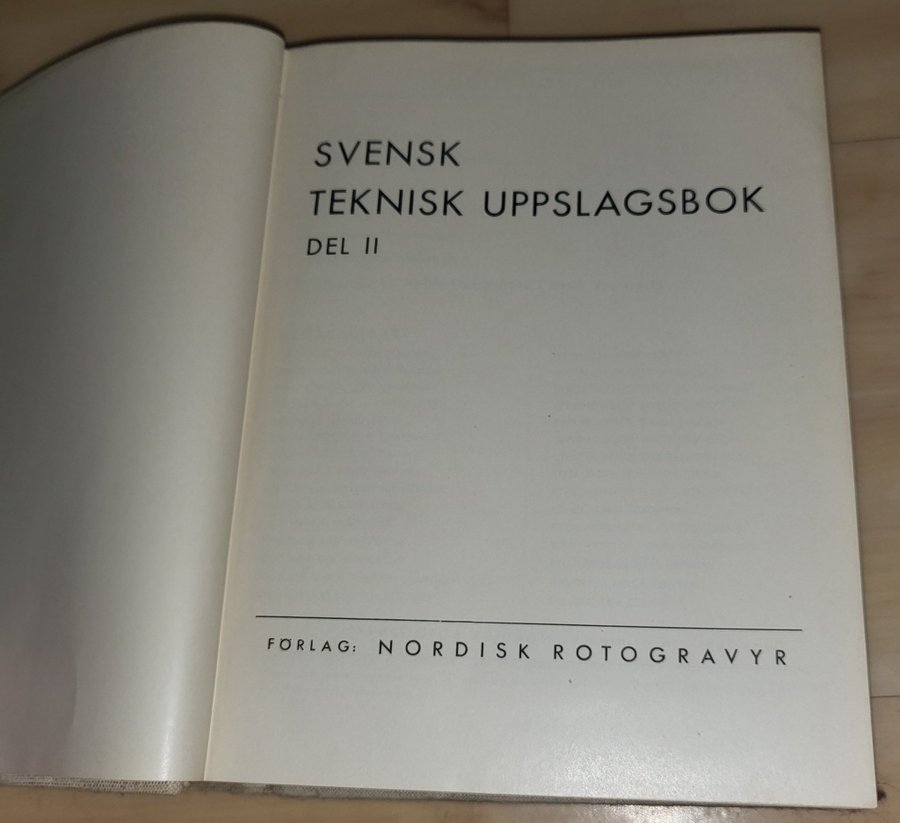 SVENSK
TEKNISK UPPSLAGSBOK
DEL II
FÖRLAG: NORDISK ROTOGRAVYR